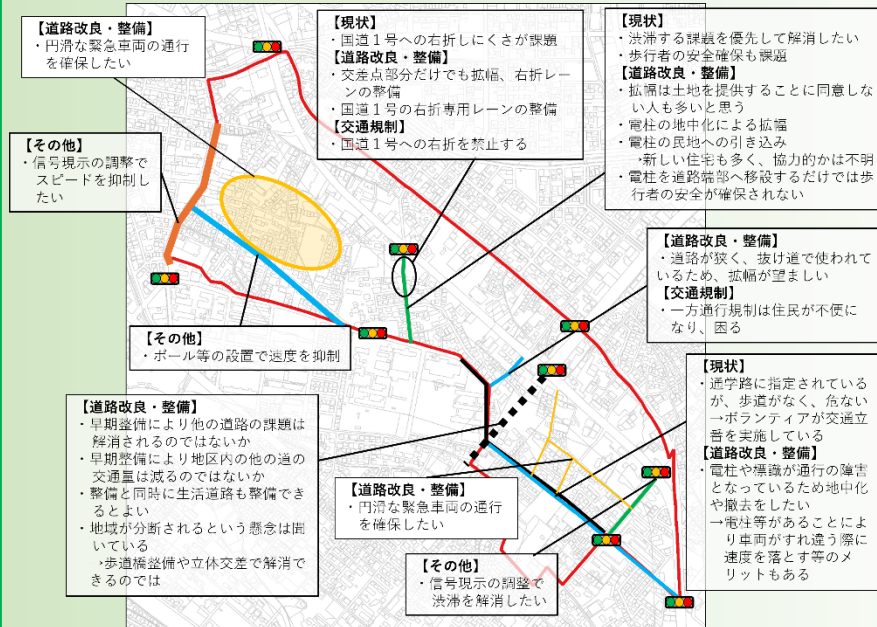 【道路改良・整備】
・円滑な緊急車両の通行
を確保したい
【現状】
・国道１号への右折しにくさが課題
【道路改良・整備】
・交差点部分だけでも拡幅、右折レー
ンの整備
・国道１号の右折専用レーンの整備
【交通規制】
・国道１号への右折を禁止する
【現状】
・渋滞する課題を優先して解消したい
・歩行者の安全確保も課題
【道路改良・整備】
・拡幅は土地を提供することに同意しな
い人も多いと思う
・電柱の地中化による拡幅
・電柱の民地への引き込み
→新しい住宅も多く、協力的かは不明
・電柱を道路端部へ移設するだけでは歩
行者の安全が確保されない
【その他】
・信号現示の調整で
スピードを抑制し
たい
【道路改良・整備】
・道路が狭く、抜け道で使われて
いるため、拡幅が望ましい
【交通規制】
・一方通行規制は住民が不便に
なり、困る
【その他】
・ポール等の設置で速度を抑制
【現状】
・通学路に指定されている
が、歩道がなく、危ない
→ボランティアが交通立
番を実施している
【道路改良・整備】
・電柱や標識が通行の障害
となっているため地中化
や撤去をしたい
→電柱等があることによ
り車両がすれ違う際に
速度を落とす等のメ
リットもある
【道路改良・整備】
・早期整備により他の道路の課題は
解消されるのではないか
・早期整備により地区内の他の道の
交通量は減るのではないか
・整備と同時に生活道路も整備でき
るとよい
・地域が分断されるという懸念は聞
いている
→歩道橋整備や立体交差で解消で
きるのでは
【道路改良・整備】
・円滑な緊急車両の通行
を確保したい
【その他】
・信号現示の調整で
渋滞を解消したい